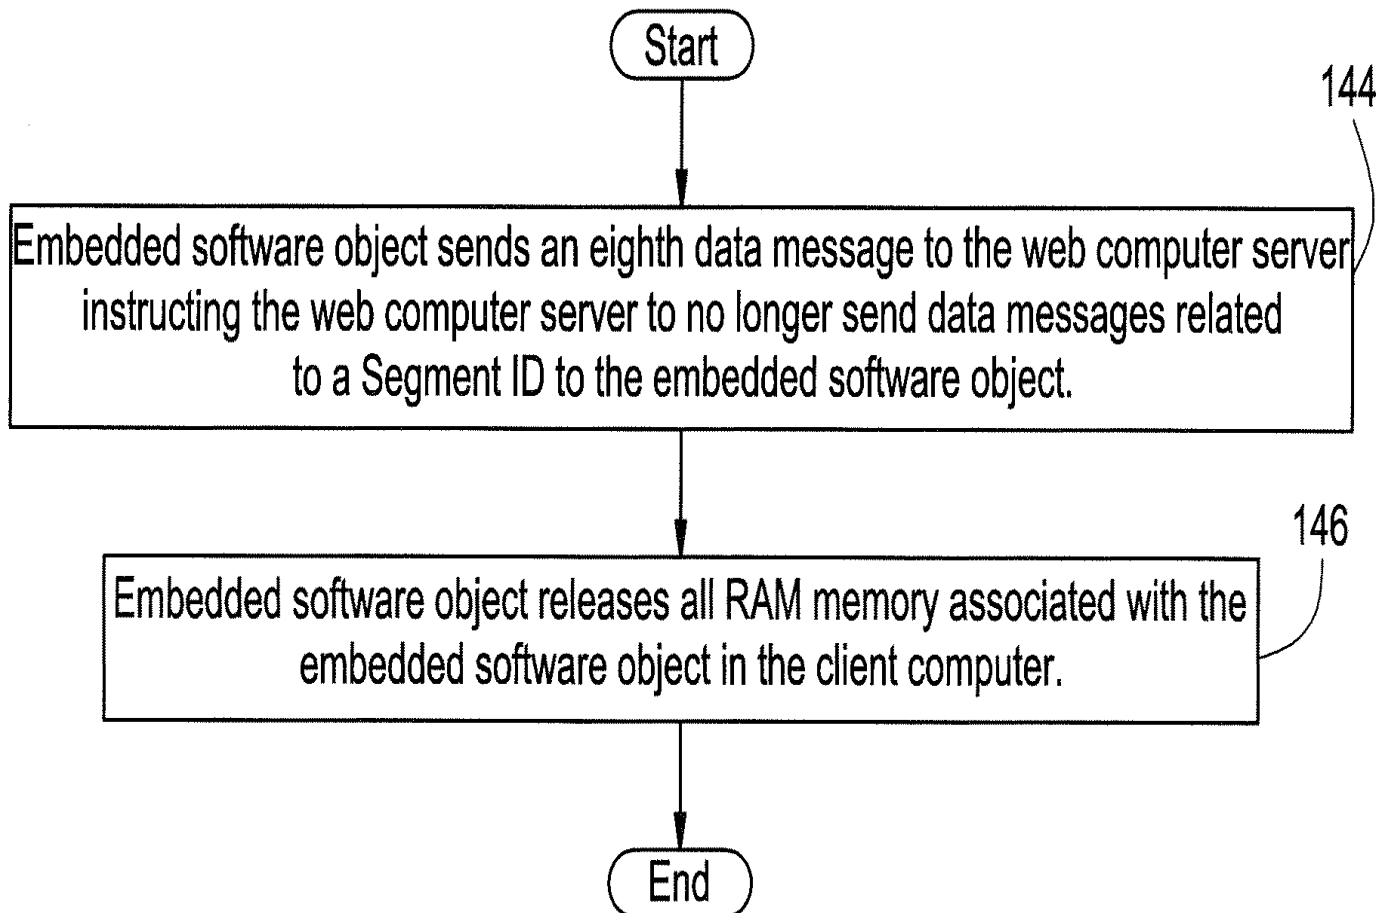 Start
144
Embedded software object sends an eighth data message to the web computer server
instructing the web computer server to no longer send data messages related
to a Segment ID to the embedded software object.
146
Embedded software object releases all RAM memory associated with the
embedded software object in the client computer.
End